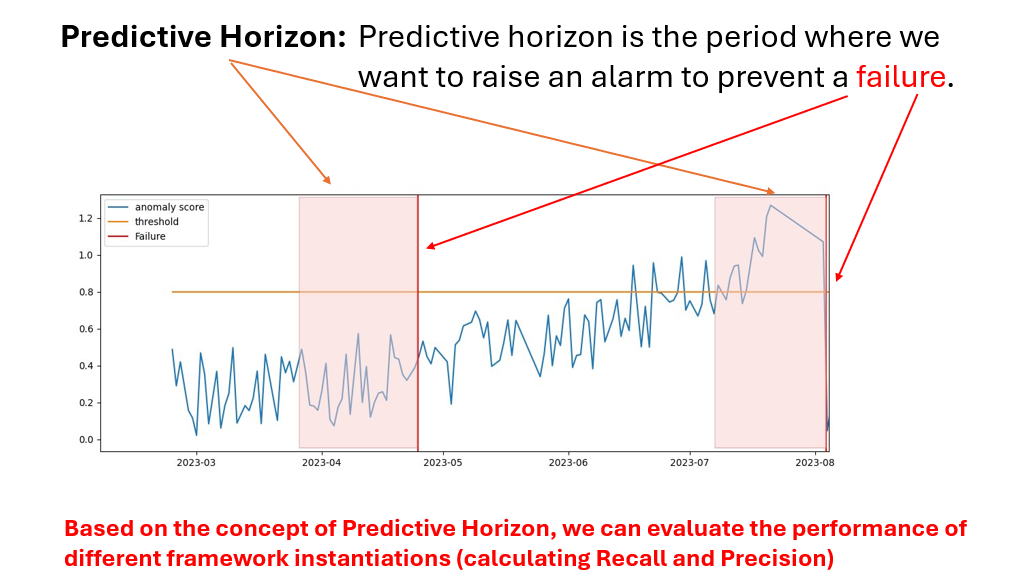 Predictive Horizon: Predictive horizon is the period where we
want to raise an alarm to prevent a failure.
anomaly score
threshold
Failure
1.2
1.0
0.8
0.6
0.4
0.2
0.0
2023-03 2023-04 2023-05 2023-06 2023-07 2023-08
Based on the concept of Predictive Horizon, we can evaluate the performance of
different framework instantiations (calculating Recall and Precision)